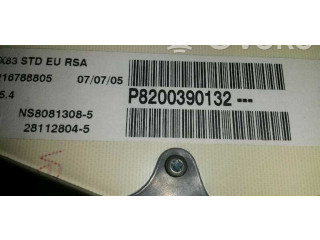 X83 STD EU RSA
216788805 07/07/05
5.4
P8200390132 ---
NS8081308-5
28112804-5